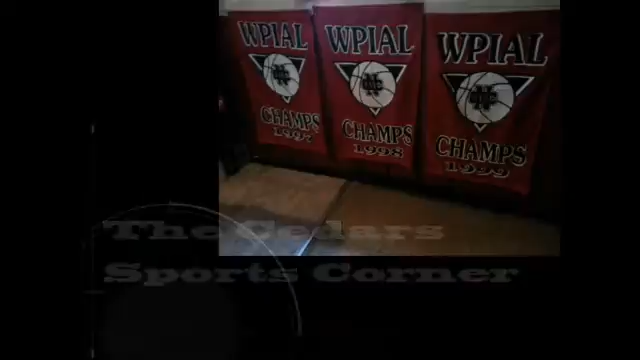 WPIAL
CHAMPS
1997
WPIAL
CHAMPS
1998
WPIAL
CHAMPS
1999
The Cedars
Sports Corner